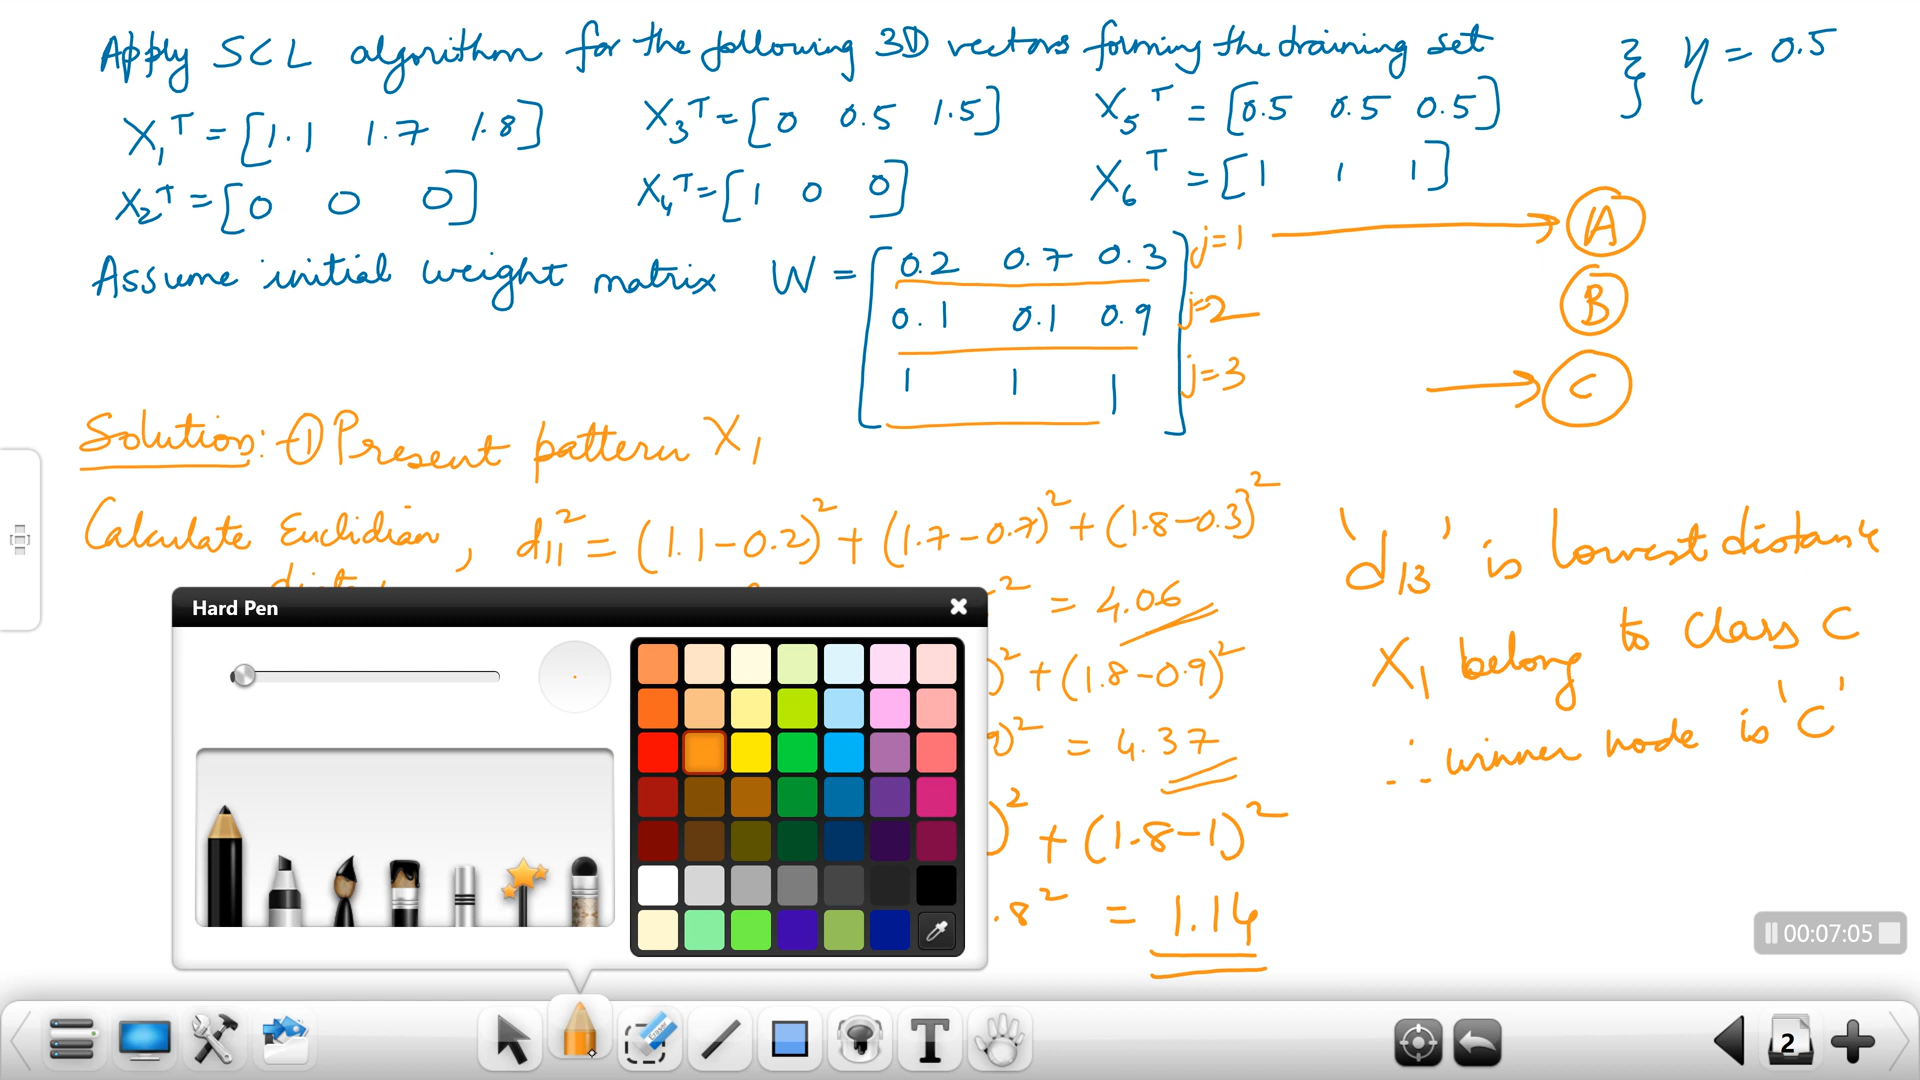 Apply SCL algorithm for the following 3D vectors forming the training set } η = 0.5
X₁ᵀ = [1.1 1.7 1.8] X₃ᵀ = [0 0.5 1.5] X₅ᵀ = [0.5 0.5 0.5]
X₂ᵀ = [0 0 0] X₄ᵀ = [1 0 0] X₆ᵀ = [1 1 1]
Assume initial weight matrix W = [0.2 0.7 0.3] j=1 → A
0.1 0.1 0.9 j=2 B
1 1 1 j=3 → C
Solution: ① Present pattern X₁
Calculate Euclidian, d₁₁² = (1.1-0.2)² + (1.7-0.7)² + (1.8-0.3)²
² = 4.06
)² + (1.8-0.9)²
)² = 4.37
)² + (1.8-1)²
.8² = 1.14
'd₁₃' is lowest distance
X₁ belong to class C
∴ winner node is 'C'
Hard Pen
00:07:05
Eraser
T
2